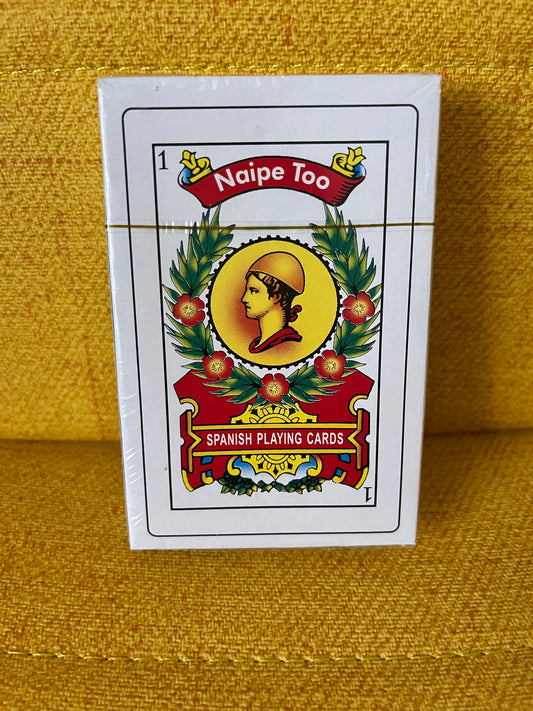 1
Naipe Too
SPANISH PLAYING CARDS
1